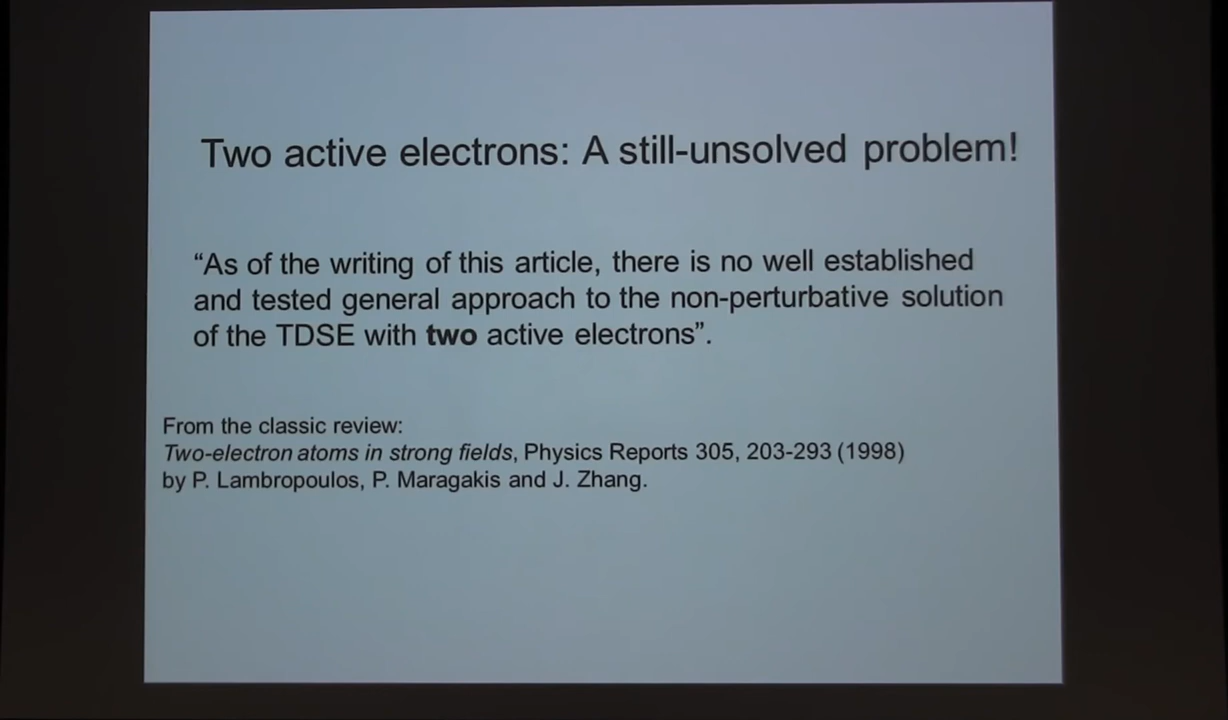 Two active electrons: A still-unsolved problem!
“As of the writing of this article, there is no well established
and tested general approach to the non-perturbative solution
of the TDSE with two active electrons”.
From the classic review:
Two-electron atoms in strong fields, Physics Reports 305, 203-293 (1998)
by P. Lambropoulos, P. Maragakis and J. Zhang.